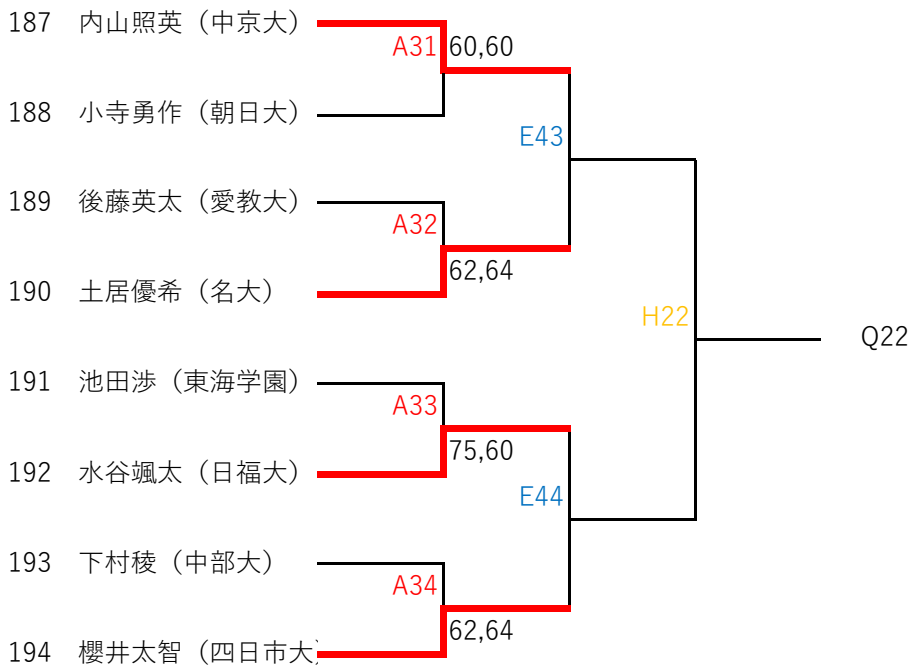 187 内山照英（中京大）
A31 60,60
188 小寺勇作（朝日大）
E43
189 後藤英太（愛教大）
A32
62,64
190 土居優希（名大）
H22
Q22
191 池田渉（東海学園）
A33
75,60
192 水谷颯太（日福大）
E44
193 下村稜（中部大）
A34
62,64
194 櫻井太智（四日市大）